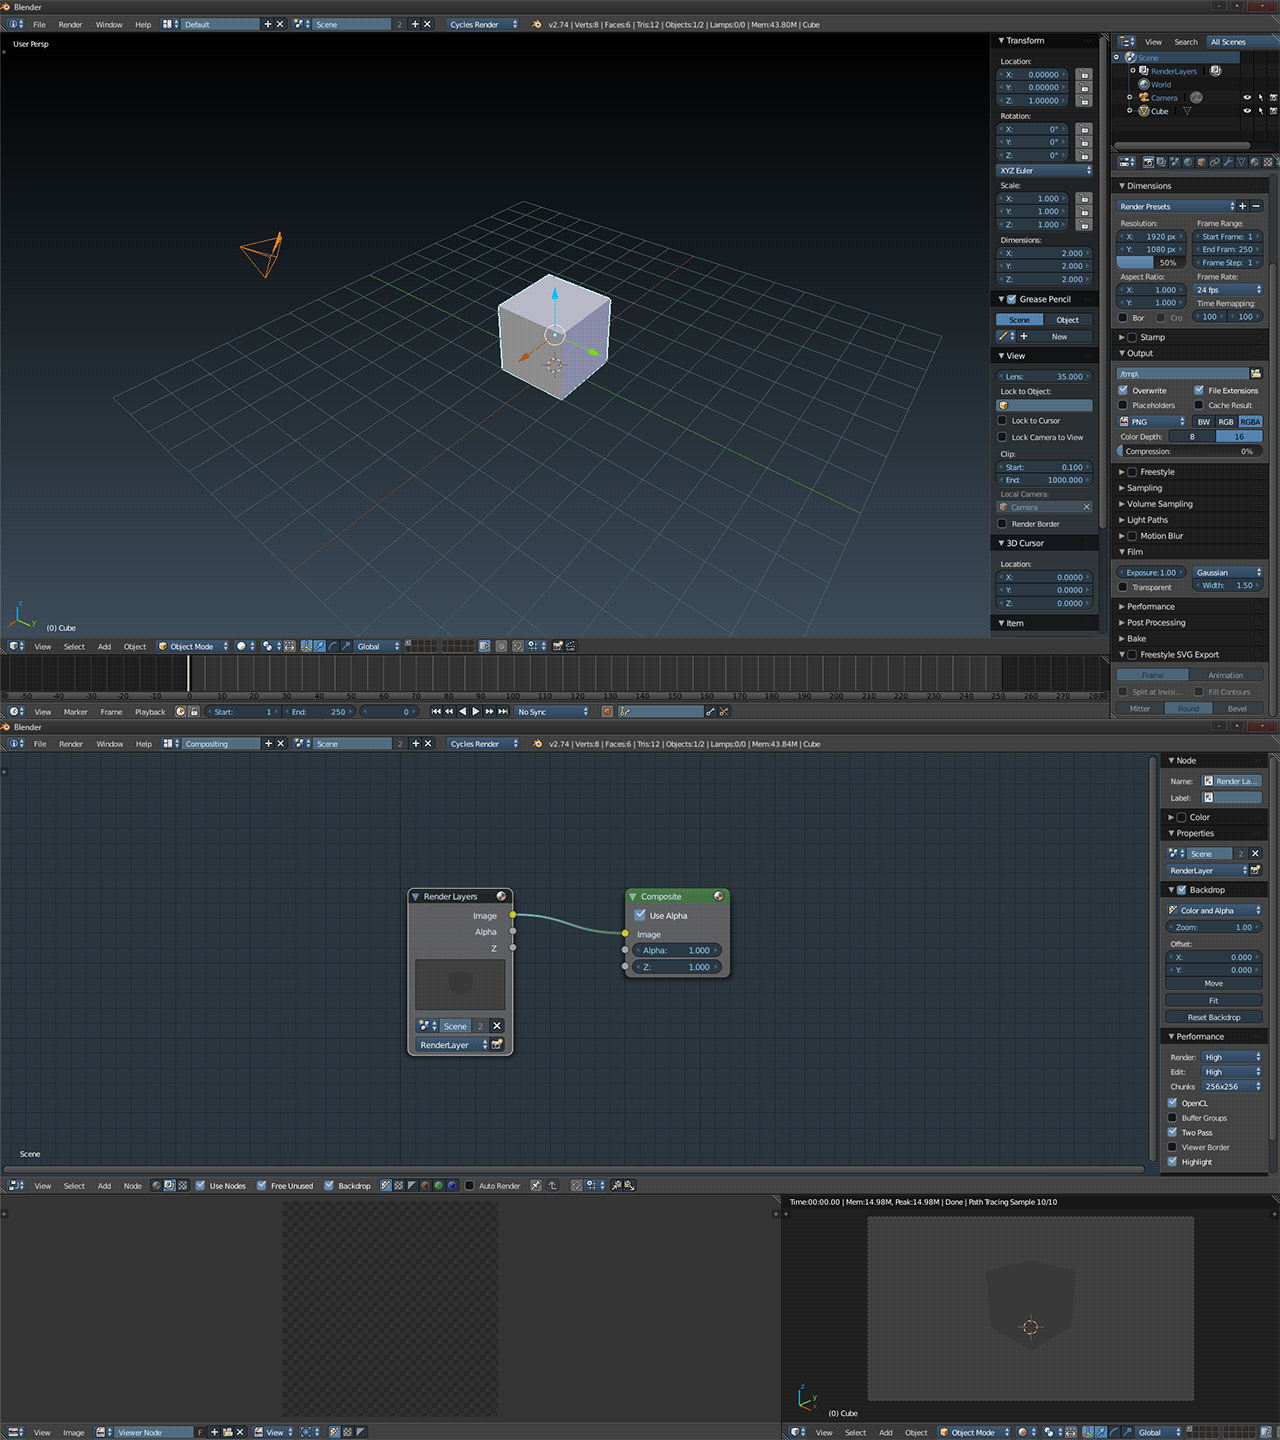 Blender
File Render Window Help Default Scene 2 Cycles Render v2.74 | Verts:8 | Faces:6 | Tris:12 | Objects:1/2 | Lamps:0/0 | Mem:43.80M | Cube
User Persp
(0) Cube
Transform
Location:
X: 0.00000
Y: 0.00000
Z: 1.00000
Rotation:
X: 0°
Y: 0°
Z: 0°
XYZ Euler
Scale:
X: 1.000
Y: 1.000
Z: 1.000
Dimensions:
X: 2.000
Y: 2.000
Z: 2.000
Grease Pencil
Scene Object
New
View
Lens: 35.000
Lock to Object:
Lock to Cursor
Lock Camera to View
Clip:
Start: 0.100
End: 1000.000
Local Camera:
Camera
Render Border
3D Cursor
Location:
X: 0.0000
Y: 0.0000
Z: 0.0000
Item
View Search All Scenes
Scene
RenderLayers
World
Camera
Cube
Dimensions
Render Presets
Resolution: Frame Range:
X: 1920 px Start Frame: 1
Y: 1080 px End Fram: 250
50% Frame Step: 1
Aspect Ratio: Frame Rate:
X: 1.000 24 fps
Y: 1.000 Time Remapping:
Bor Cro 100 100
Stamp
Output
/tmp\
Overwrite File Extensions
Placeholders Cache Result
PNG BW RGB RGBA
Color Depth: 8 16
Compression: 0%
Freestyle
Sampling
Volume Sampling
Light Paths
Motion Blur
Film
Exposure:1.00 Gaussian
Transparent Width: 1.50
Performance
Post Processing
Bake
Freestyle SVG Export
Frame Animation
Split at Invisi... Fill Contours
Mitter Round Bevel
View Select Add Object Object Mode Global
-50 -40 -30 -20 -10 0 10 20 30 40 50 60 70 80 90 100 110 120 130 140 150 160 170 180 190 200 210 220 230 240 250 260 270 280
View Marker Frame Playback Start: 1 End: 250 0 No Sync
Blender
File Render Window Help Compositing Scene 2 Cycles Render v2.74 | Verts:8 | Faces:6 | Tris:12 | Objects:1/2 | Lamps:0/0 | Mem:43.84M | Cube
Render Layers
Image
Alpha
Z
Scene 2
RenderLayer
Composite
Use Alpha
Image
Alpha: 1.000
Z: 1.000
Scene
Node
Name: Render La...
Label:
Color
Properties
Scene 2
RenderLayer
Backdrop
Color and Alpha
Zoom: 1.00
Offset:
X: 0.000
Y: 0.000
Move
Fit
Reset Backdrop
Performance
Render: High
Edit: High
Chunks 256x256
OpenCL
Buffer Groups
Two Pass
Viewer Border
Highlight
View Select Add Node Use Nodes Free Unused Backdrop Auto Render
Time:00:00.00 | Mem:14.98M, Peak:14.98M | Done | Path Tracing Sample 10/10
(0) Cube
View Image Viewer Node F View
View Select Add Object Object Mode Global